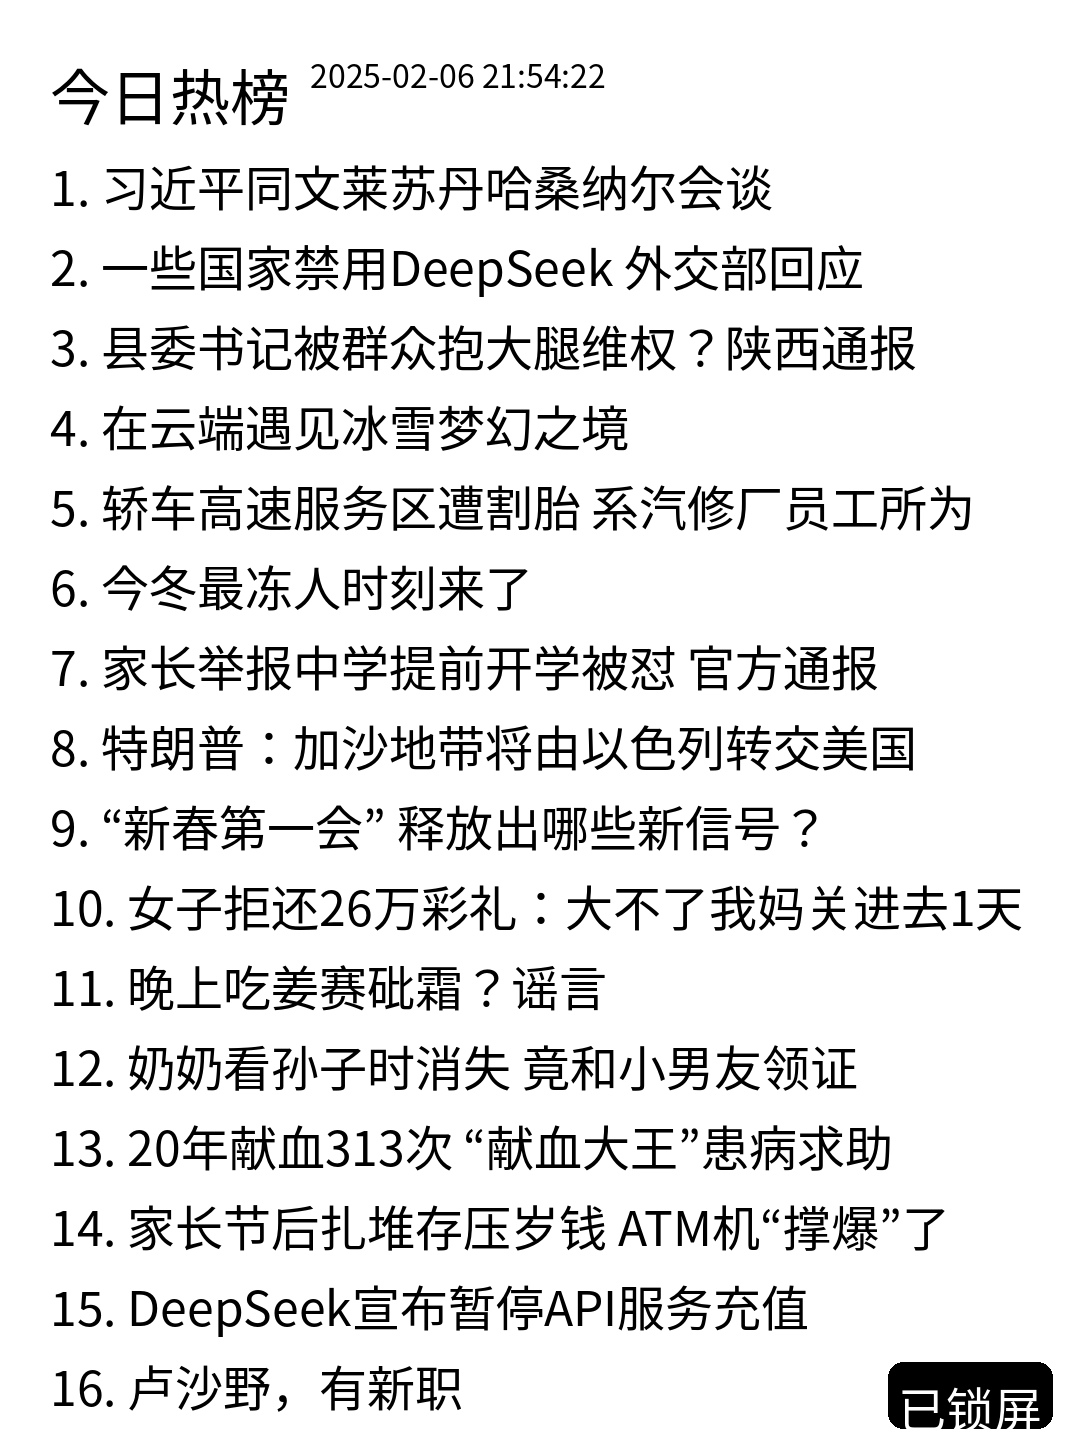 今日热榜 2025-02-06 21:54:22
1. 习近平同文莱苏丹哈桑纳尔会谈
2. 一些国家禁用DeepSeek 外交部回应
3. 县委书记被群众抱大腿维权？陕西通报
4. 在云端遇见冰雪梦幻之境
5. 轿车高速服务区遭割胎 系汽修厂员工所为
6. 今冬最冻人时刻来了
7. 家长举报中学提前开学被怼 官方通报
8. 特朗普：加沙地带将由以色列转交美国
9. “新春第一会” 释放出哪些新信号？
10. 女子拒还26万彩礼：大不了我妈关进去1天
11. 晚上吃姜赛砒霜？谣言
12. 奶奶看孙子时消失 竟和小男友领证
13. 20年献血313次 “献血大王”患病求助
14. 家长节后扎堆存压岁钱 ATM机“撑爆”了
15. DeepSeek宣布暂停API服务充值
16. 卢沙野，有新职
已锁屏